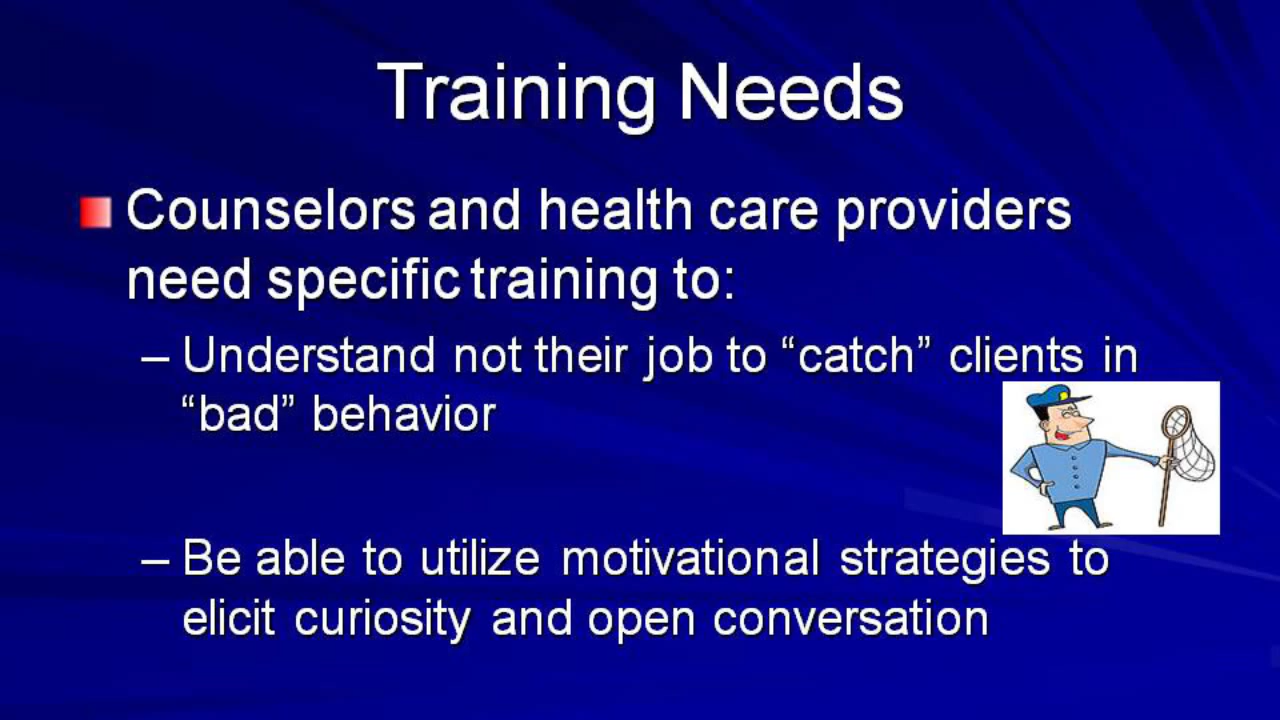 Training Needs
Counselors and health care providers
need specific training to:
– Understand not their job to “catch” clients in
“bad” behavior
– Be able to utilize motivational strategies to
elicit curiosity and open conversation